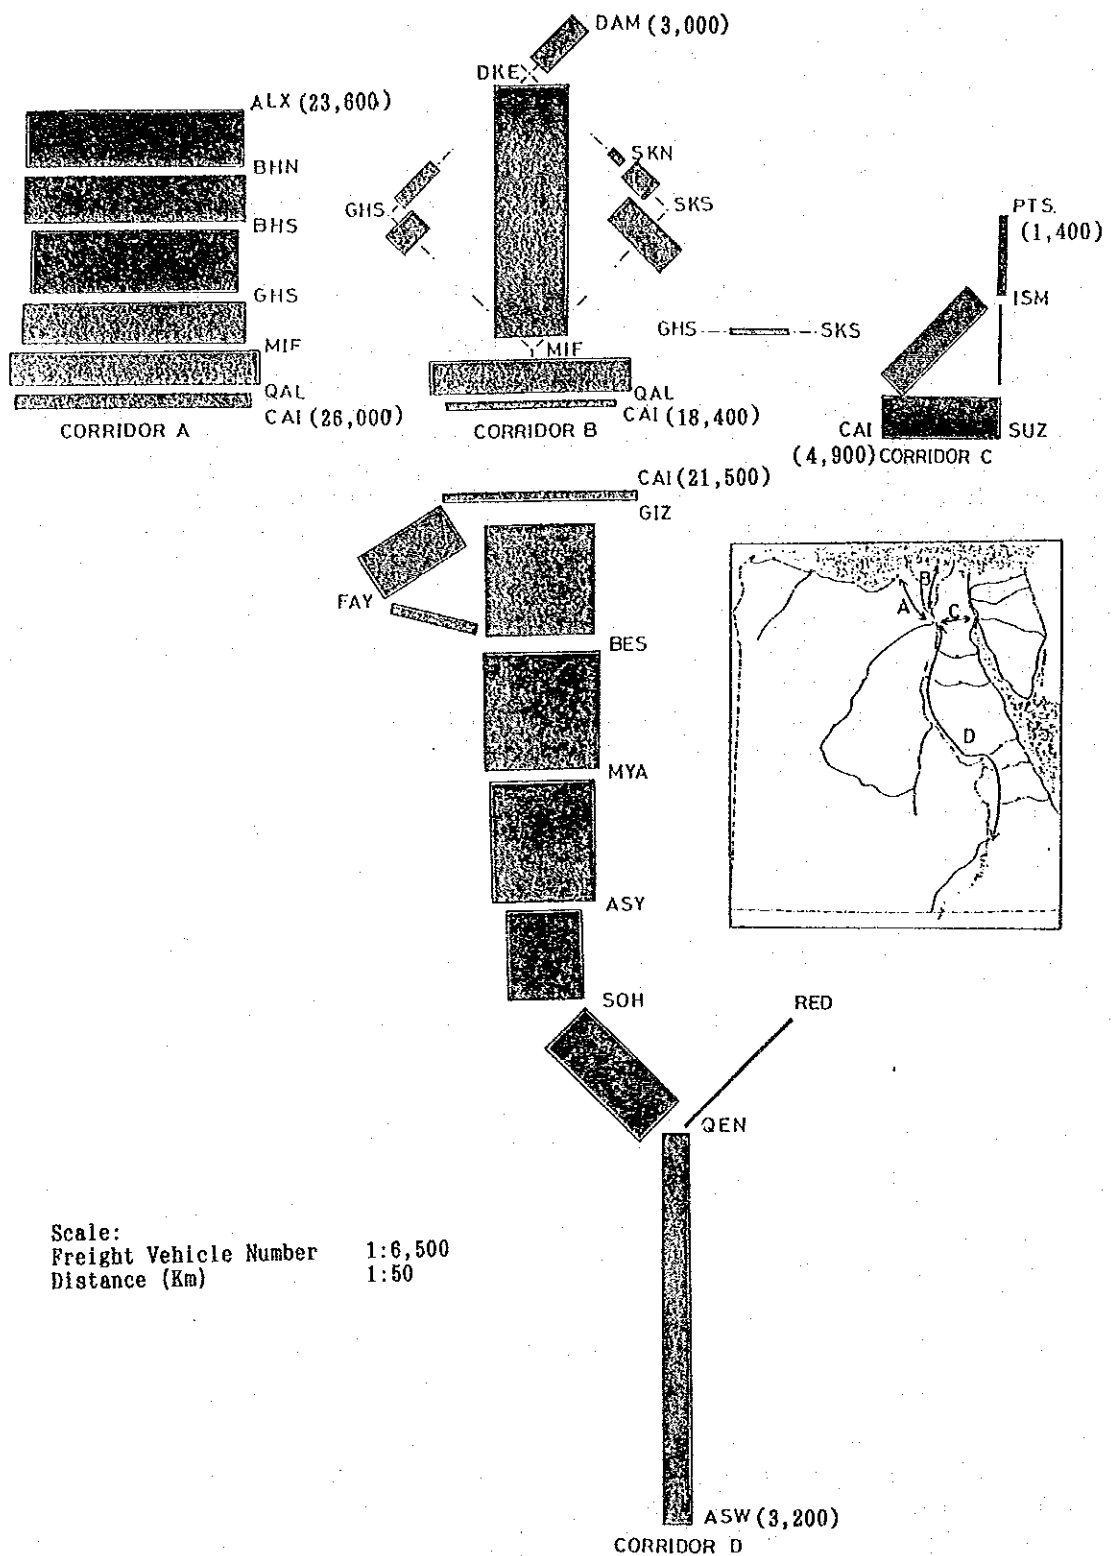 DAM (3,000)
DKE
ALX (23,600)
BHN
BHS
GHS
MIF
QAL
CAI (26,000)
CORRIDOR A
SKN
GHS
SKS
GHS
SKS
MIF
QAL
CAI (18,400)
CORRIDOR B
PTS.
(1,400)
ISM
CAI
SUZ
(4,900)
CORRIDOR C
CAI (21,500)
GIZ
FAY
BES
MYA
ASY
SOH
RED
QEN
ASW (3,200)
CORRIDOR D
A
B
C
D
Scale:
Freight Vehicle Number 1:6,500
Distance (Km) 1:50